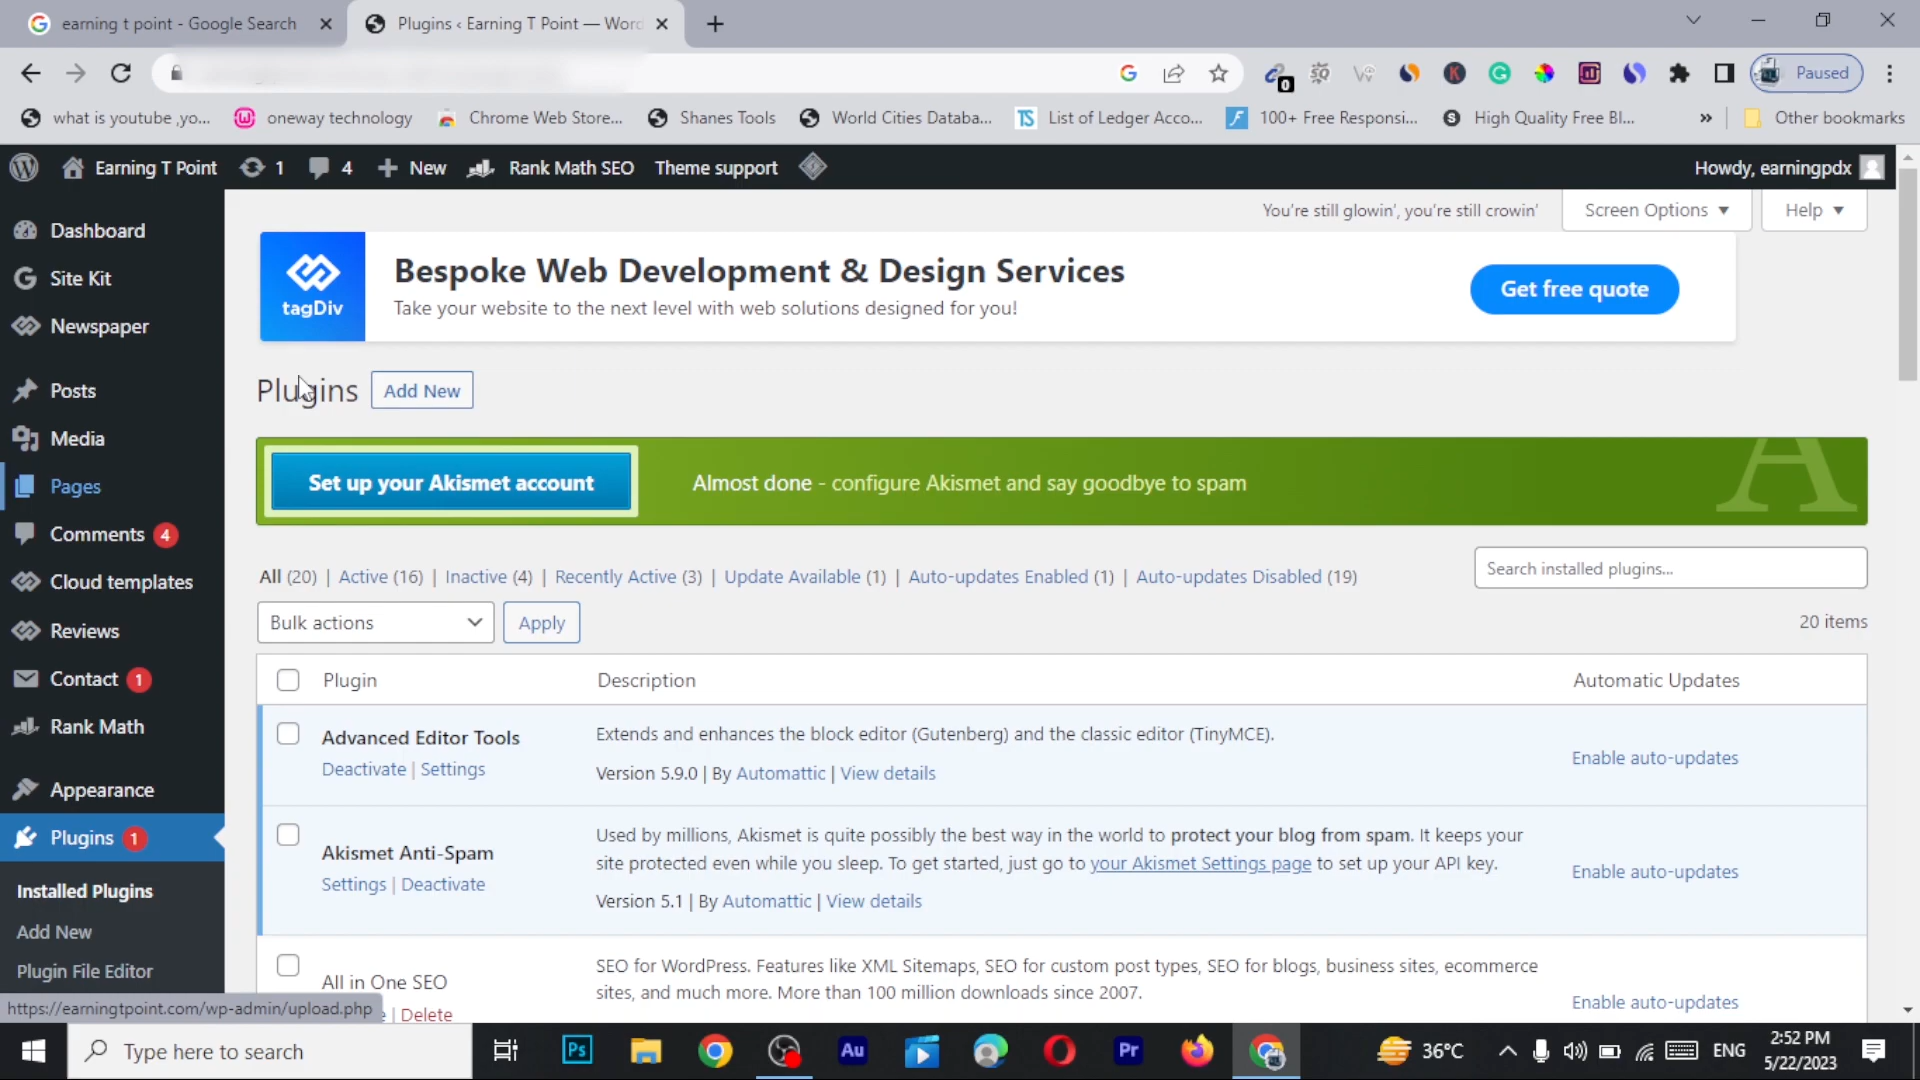 earning t point - Google Search
Plugins ‹ Earning T Point — Word
0
Paused
what is youtube ,yo...
oneway technology
Chrome Web Store...
Shanes Tools
World Cities Databa...
TS
List of Ledger Acco...
100+ Free Responsi...
High Quality Free Bl...
»
Other bookmarks
Earning T Point
1
4
New
Rank Math SEO
Theme support
Howdy, earningpdx
Dashboard
Site Kit
Newspaper
Posts
Media
Pages
Comments 4
Cloud templates
Reviews
Contact 1
Rank Math
Appearance
Plugins 1
Installed Plugins
Add New
Plugin File Editor
https://earningtpoint.com/wp-admin/upload.php
You're still glowin', you're still crowin'
Screen Options
Help
tagDiv
Bespoke Web Development & Design Services
Take your website to the next level with web solutions designed for you!
Get free quote
Plugins
Add New
Set up your Akismet account
Almost done - configure Akismet and say goodbye to spam
A
All (20) | Active (16) | Inactive (4) | Recently Active (3) | Update Available (1) | Auto-updates Enabled (1) | Auto-updates Disabled (19)
Search installed plugins...
Bulk actions
Apply
20 items
Plugin
Description
Automatic Updates
Advanced Editor Tools
Deactivate | Settings
Extends and enhances the block editor (Gutenberg) and the classic editor (TinyMCE).
Version 5.9.0 | By Automattic | View details
Enable auto-updates
Akismet Anti-Spam
Settings | Deactivate
Used by millions, Akismet is quite possibly the best way in the world to protect your blog from spam. It keeps your
site protected even while you sleep. To get started, just go to your Akismet Settings page to set up your API key.
Version 5.1 | By Automattic | View details
Enable auto-updates
All in One SEO
| Delete
SEO for WordPress. Features like XML Sitemaps, SEO for custom post types, SEO for blogs, business sites, ecommerce
sites, and much more. More than 100 million downloads since 2007.
Enable auto-updates
Type here to search
Ps
Au
Pr
36°C
ENG
2:52 PM
5/22/2023